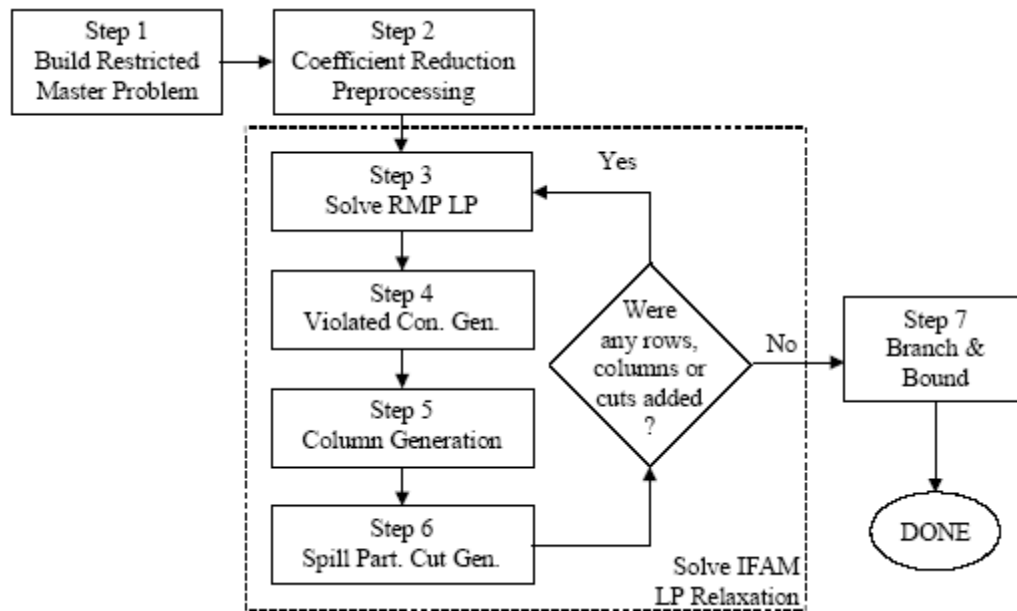 Step 1
Build Restricted
Master Problem
Step 2
Coefficient Reduction
Preprocessing
Step 3
Solve RMP LP
Yes
Step 4
Violated Con. Gen.
Were
any rows,
columns or
cuts added
?
No
Step 7
Branch &
Bound
Step 5
Column Generation
Step 6
Spill Part. Cut Gen.
DONE
Solve IFAM
LP Relaxation